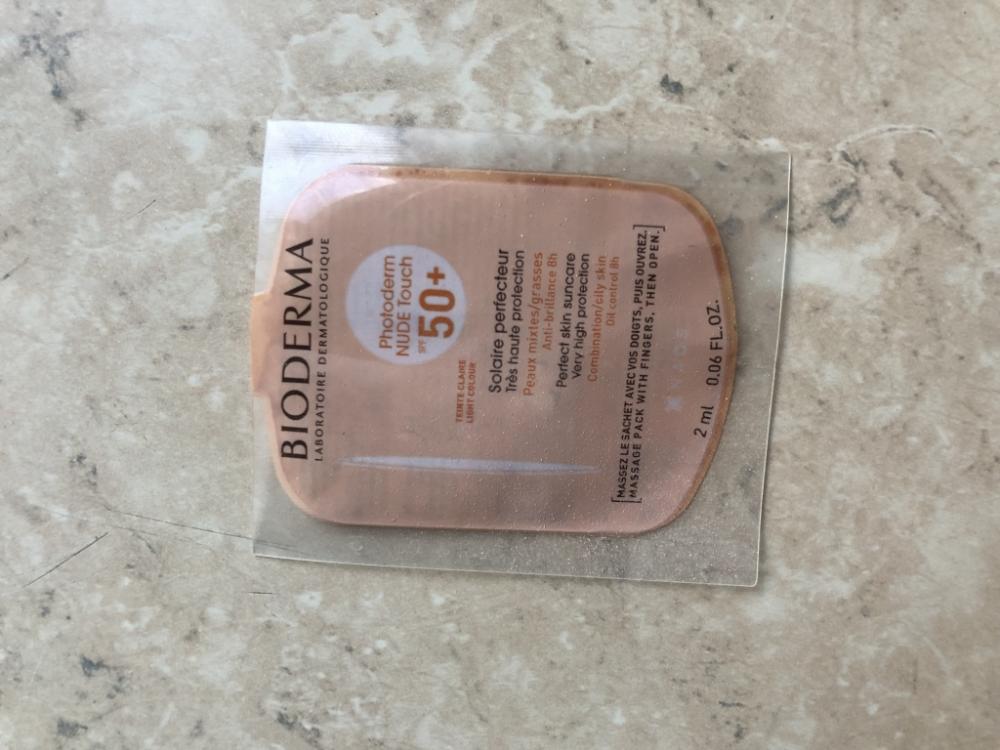 BIODERMA
LABORATOIRE DERMATOLOGIQUE
Photoderm
NUDE Touch
SPF 50+
TEINTE CLAIRE
LIGHT COLOUR
Solaire perfecteur
Très haute protection
Peaux mixtes/grasses
Anti-brillance 8h
Perfect skin suncare
Very high protection
Combination/oily skin
Oil control 8h
[MASSEZ LE SACHET AVEC VOS DOIGTS, PUIS OUVREZ.
MASSAGE PACK WITH FINGERS, THEN OPEN.]
NAOS
2 ml 0.06 FL.OZ.